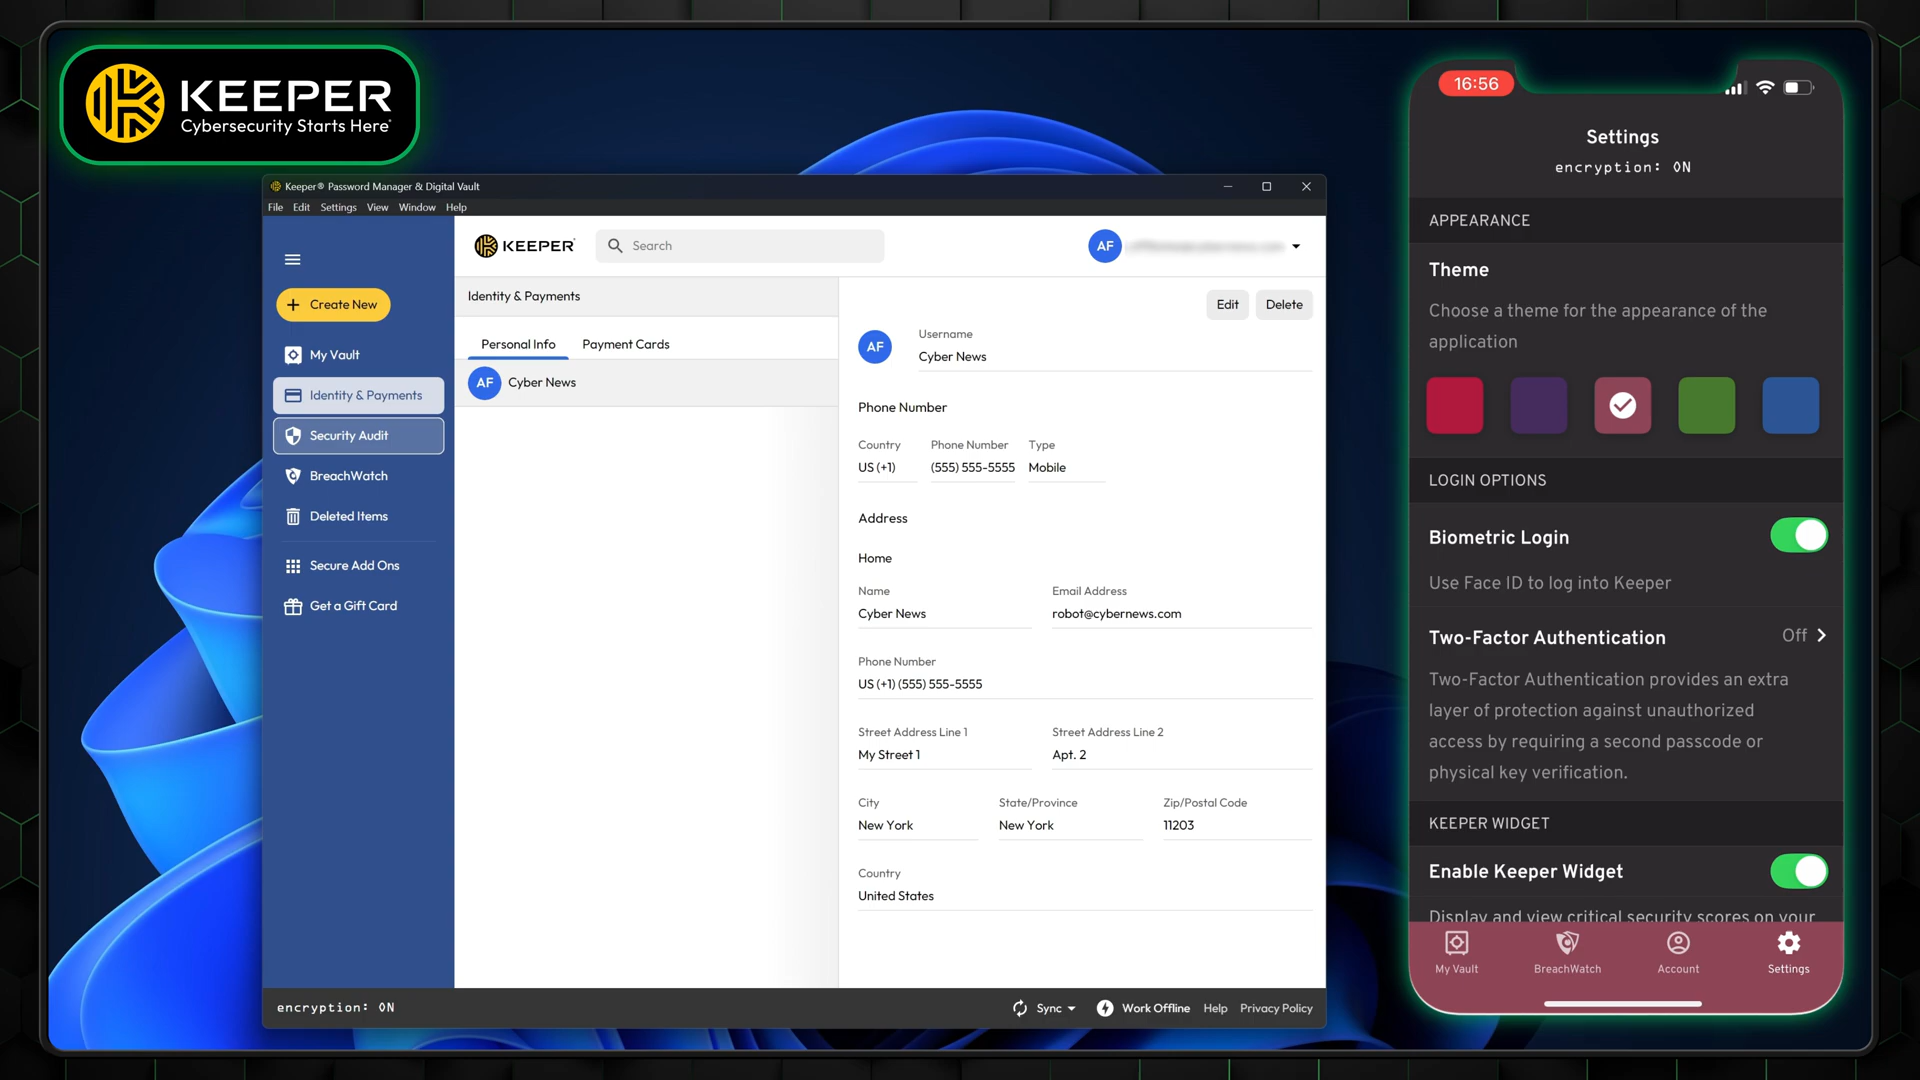 KEEPER
Cybersecurity Starts Here
Keeper® Password Manager & Digital Vault
File Edit Settings View Window Help
KEEPER
Search
AF
Create New
My Vault
Identity & Payments
Security Audit
BreachWatch
Deleted Items
Secure Add Ons
Get a Gift Card
Identity & Payments
Personal Info Payment Cards
AF Cyber News
Edit Delete
AF
Username
Cyber News
Phone Number
Country Phone Number Type
US (+1) (555) 555-5555 Mobile
Address
Home
Name Email Address
Cyber News robot@cybernews.com
Phone Number
US (+1) (555) 555-5555
Street Address Line 1 Street Address Line 2
My Street 1 Apt. 2
City State/Province Zip/Postal Code
New York New York 11203
Country
United States
encryption: ON
Sync Work Offline Help Privacy Policy
16:56
Settings
encryption: ON
APPEARANCE
Theme
Choose a theme for the appearance of the
application
LOGIN OPTIONS
Biometric Login
Use Face ID to log into Keeper
Two-Factor Authentication Off
Two-Factor Authentication provides an extra
layer of protection against unauthorized
access by requiring a second passcode or
physical key verification.
KEEPER WIDGET
Enable Keeper Widget
Display and view critical security scores on your
My Vault BreachWatch Account Settings